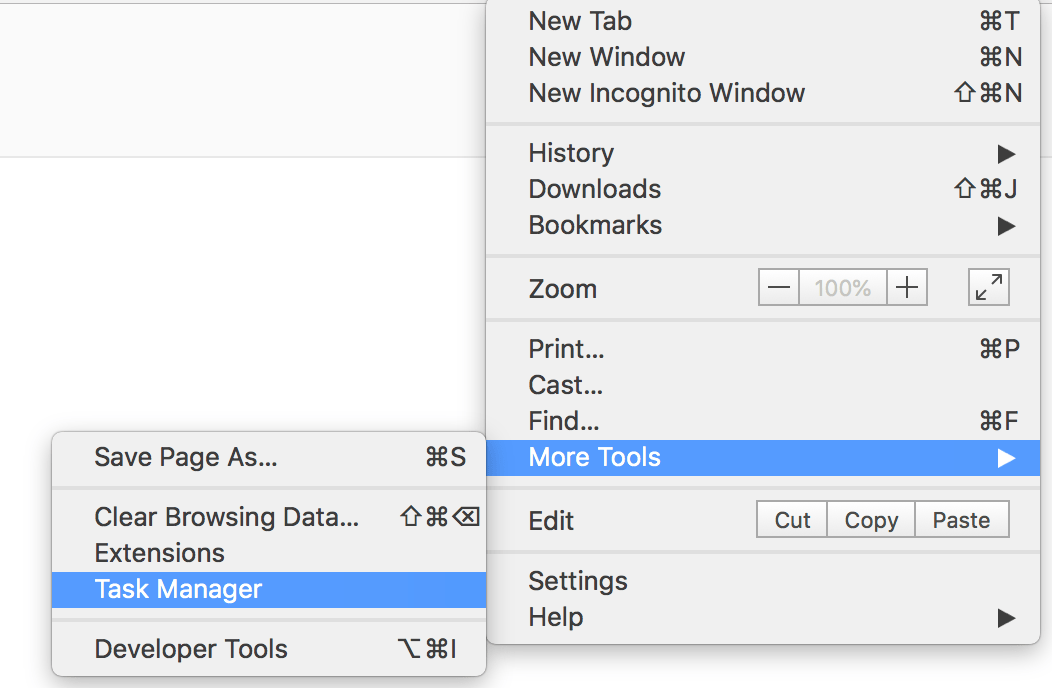 New Tab ⌘T
New Window ⌘N
New Incognito Window ⇧⌘N
History ▶
Downloads ⇧⌘J
Bookmarks ▶
Zoom — 100% +
Print... ⌘P
Cast...
Find... ⌘F
More Tools ▶
Edit Cut Copy Paste
Settings
Help ▶
Save Page As... ⌘S
Clear Browsing Data... ⇧⌘⌫
Extensions
Task Manager
Developer Tools ⌥⌘I